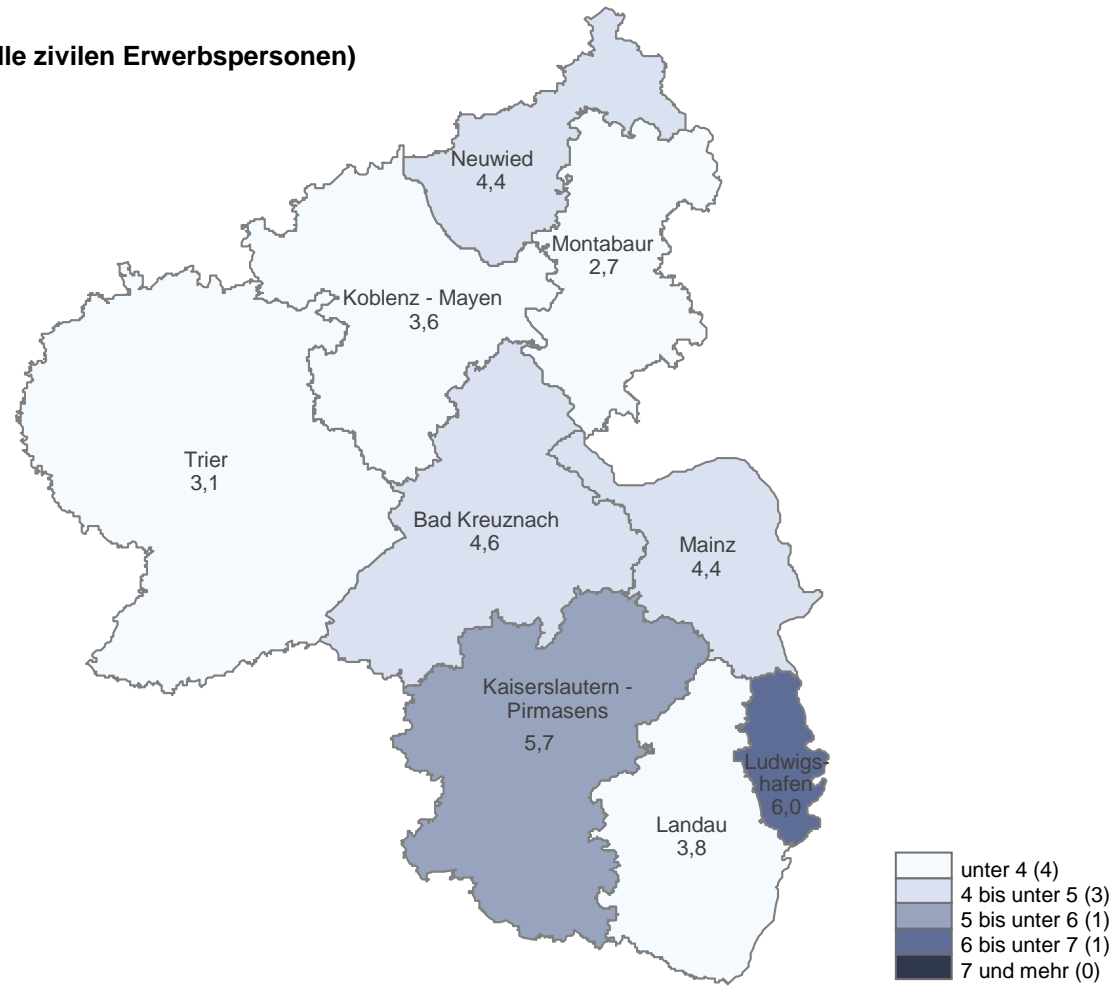 lle zivilen Erwerbspersonen)
Neuwied
4,4
Montabaur
2,7
Koblenz - Mayen
3,6
Trier
3,1
Bad Kreuznach
4,6
Mainz
4,4
Kaiserslautern -
Pirmasens
5,7
Ludwigs-
hafen
6,0
Landau
3,8
unter 4 (4)
4 bis unter 5 (3)
5 bis unter 6 (1)
6 bis unter 7 (1)
7 und mehr (0)